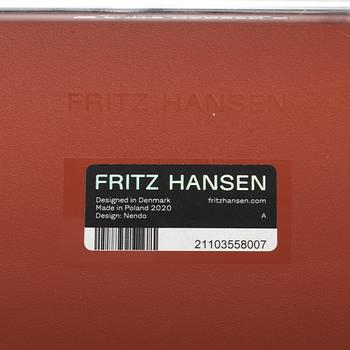 FRITZ HANSEN
FRITZ HANSEN
Designed in Denmark fritzhansen.com
Made in Poland 2020
Design: Nendo A
21103558007